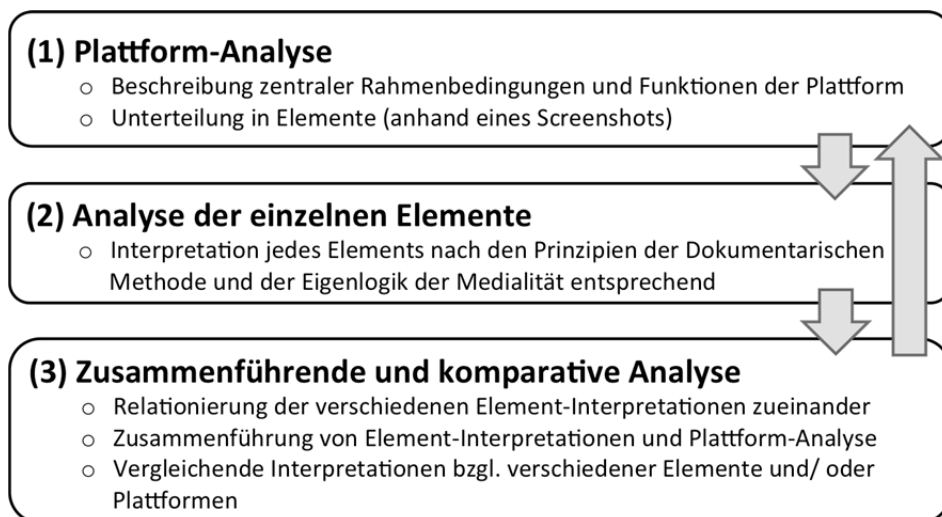 (1) Plattform-Analyse
○ Beschreibung zentraler Rahmenbedingungen und Funktionen der Plattform
○ Unterteilung in Elemente (anhand eines Screenshots)
(2) Analyse der einzelnen Elemente
○ Interpretation jedes Elements nach den Prinzipien der Dokumentarischen
Methode und der Eigenlogik der Medialität entsprechend
(3) Zusammenführende und komparative Analyse
○ Relationierung der verschiedenen Element-Interpretationen zueinander
○ Zusammenführung von Element-Interpretationen und Plattform-Analyse
○ Vergleichende Interpretationen bzgl. verschiedener Elemente und/ oder
Plattformen